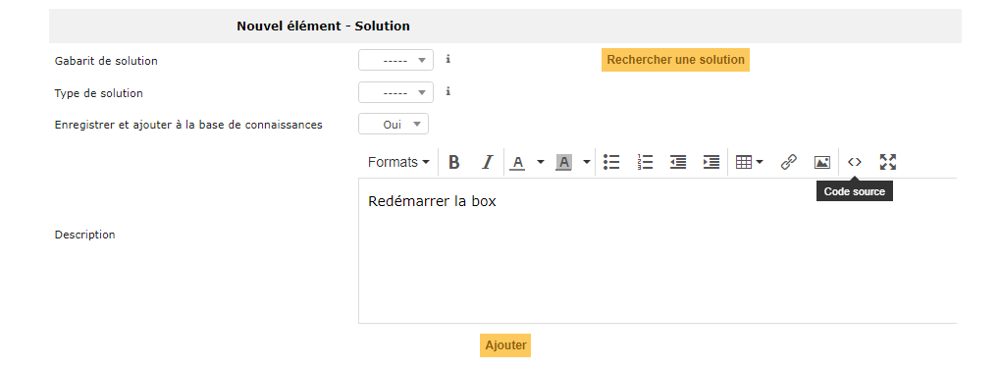 Nouvel élément - Solution
Gabarit de solution ----- i Rechercher une solution
Type de solution ----- i
Enregistrer et ajouter à la base de connaissances Oui
Formats B I A A
Code source
Redémarrer la box
Description
Ajouter